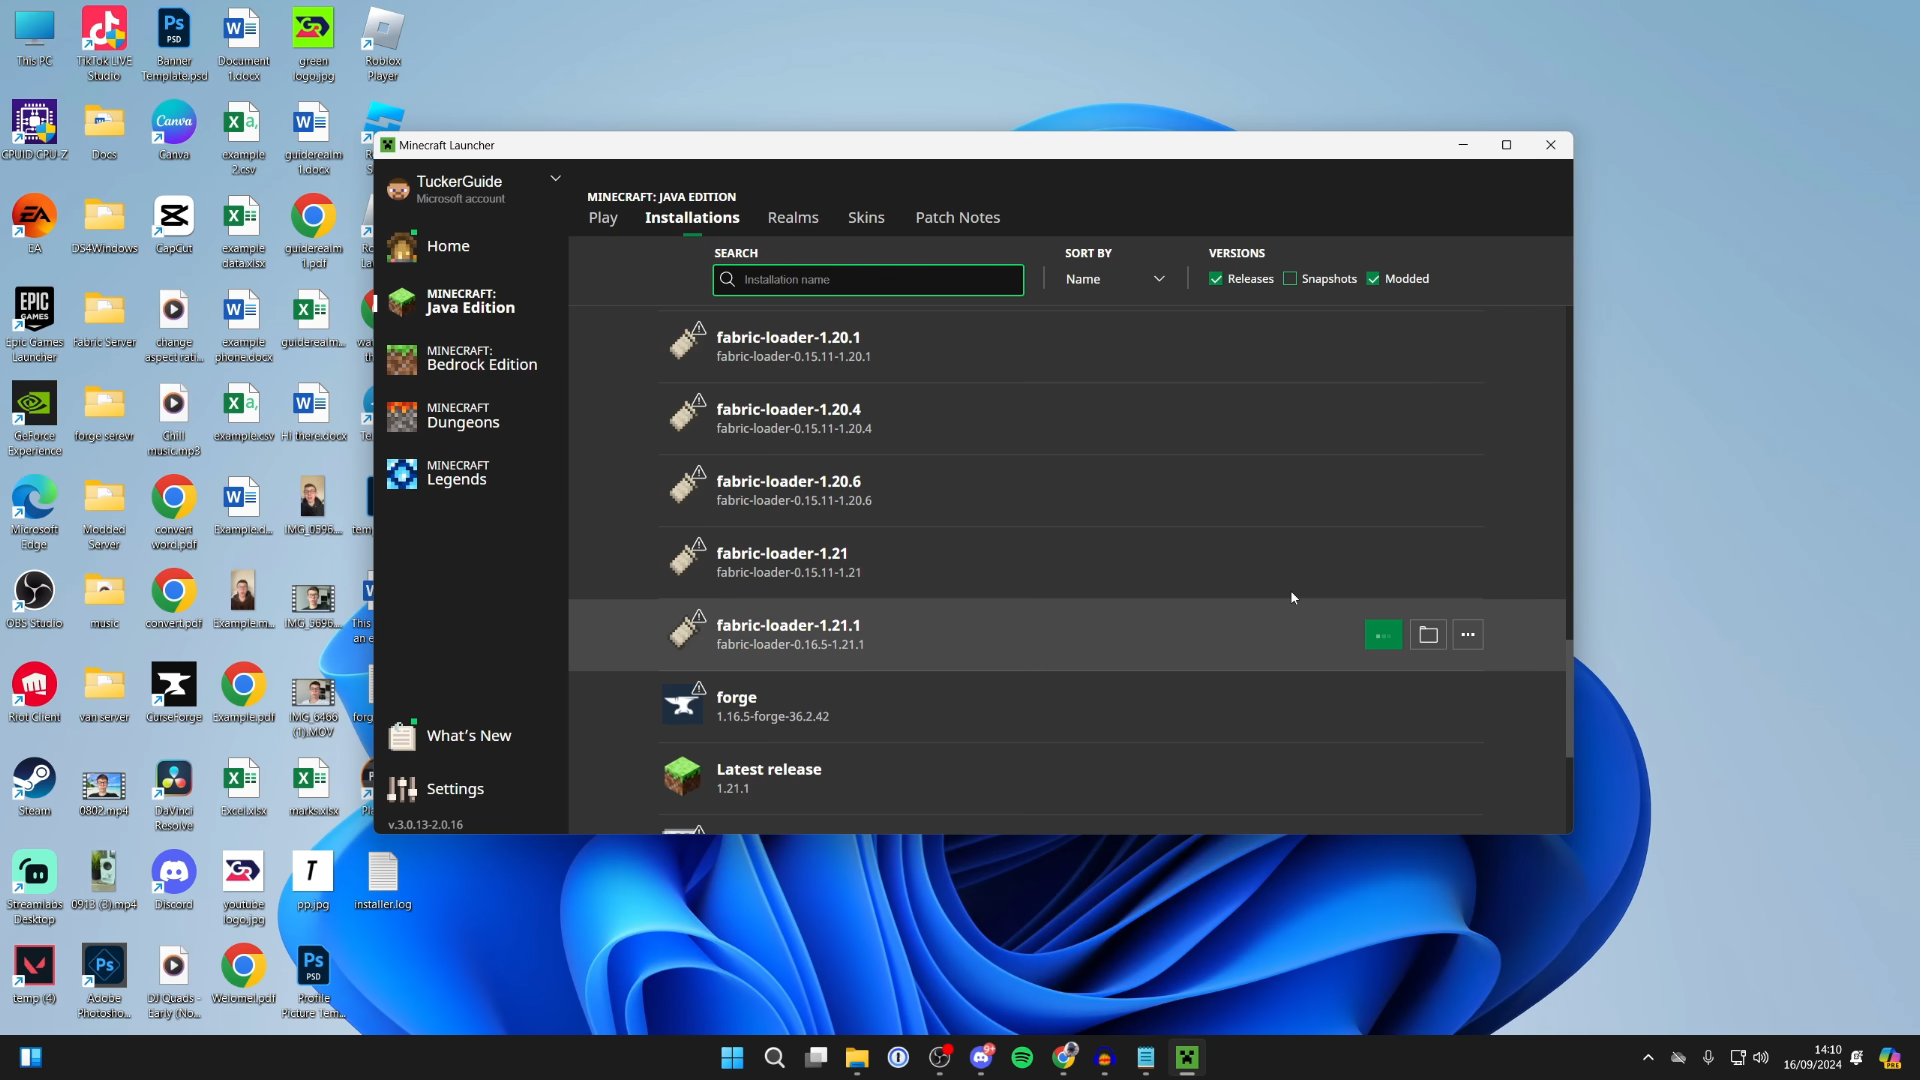 This PC
TikTok LIVE Studio
Banner Template.psd
Document 1.docx
green logo.jpg
Roblox Player
CPUID CPU-Z
Docs
Canva
example 2.csv
guiderealm 1.docx
EA
DS4Windows
CapCut
example data.xlsx
guiderealm 1.pdf
Epic Games Launcher
Fabric Server
change aspect rati...
example phone.docx
guiderealm...
GeForce Experience
forge serevr
Chill music.mp3
example.csv
Hi there.docx
Microsoft Edge
Modded Server
convert word.pdf
Example.d...
IMG_0596....
OBS Studio
music
convert.pdf
Example.m...
IMG_3696....
Riot Client
van server
CurseForge
Example.pdf
IMG_6466 (1).MOV
Steam
0802.mp4
DaVinci Resolve
Excel.xlsx
marks.xlsx
Streamlabs Desktop
0913 (3).mp4
Discord
youtube logo.jpg
pp.jpg
installer.log
temp (4)
Adobe Photosho...
DJ Quads - Early (No...
Welome!.pdf
Profile Picture Tem...
Minecraft Launcher
TuckerGuide
Microsoft account
Home
MINECRAFT:
Java Edition
MINECRAFT:
Bedrock Edition
MINECRAFT
Dungeons
MINECRAFT
Legends
What's New
Settings
v.3.0.13-2.0.16
MINECRAFT: JAVA EDITION
Play Installations Realms Skins Patch Notes
SEARCH SORT BY VERSIONS
Installation name Name Releases Snapshots Modded
fabric-loader-1.20.1
fabric-loader-0.15.11-1.20.1
fabric-loader-1.20.4
fabric-loader-0.15.11-1.20.4
fabric-loader-1.20.6
fabric-loader-0.15.11-1.20.6
fabric-loader-1.21
fabric-loader-0.15.11-1.21
fabric-loader-1.21.1
fabric-loader-0.16.5-1.21.1
forge
1.16.5-forge-36.2.42
Latest release
1.21.1
14:10
16/09/2024